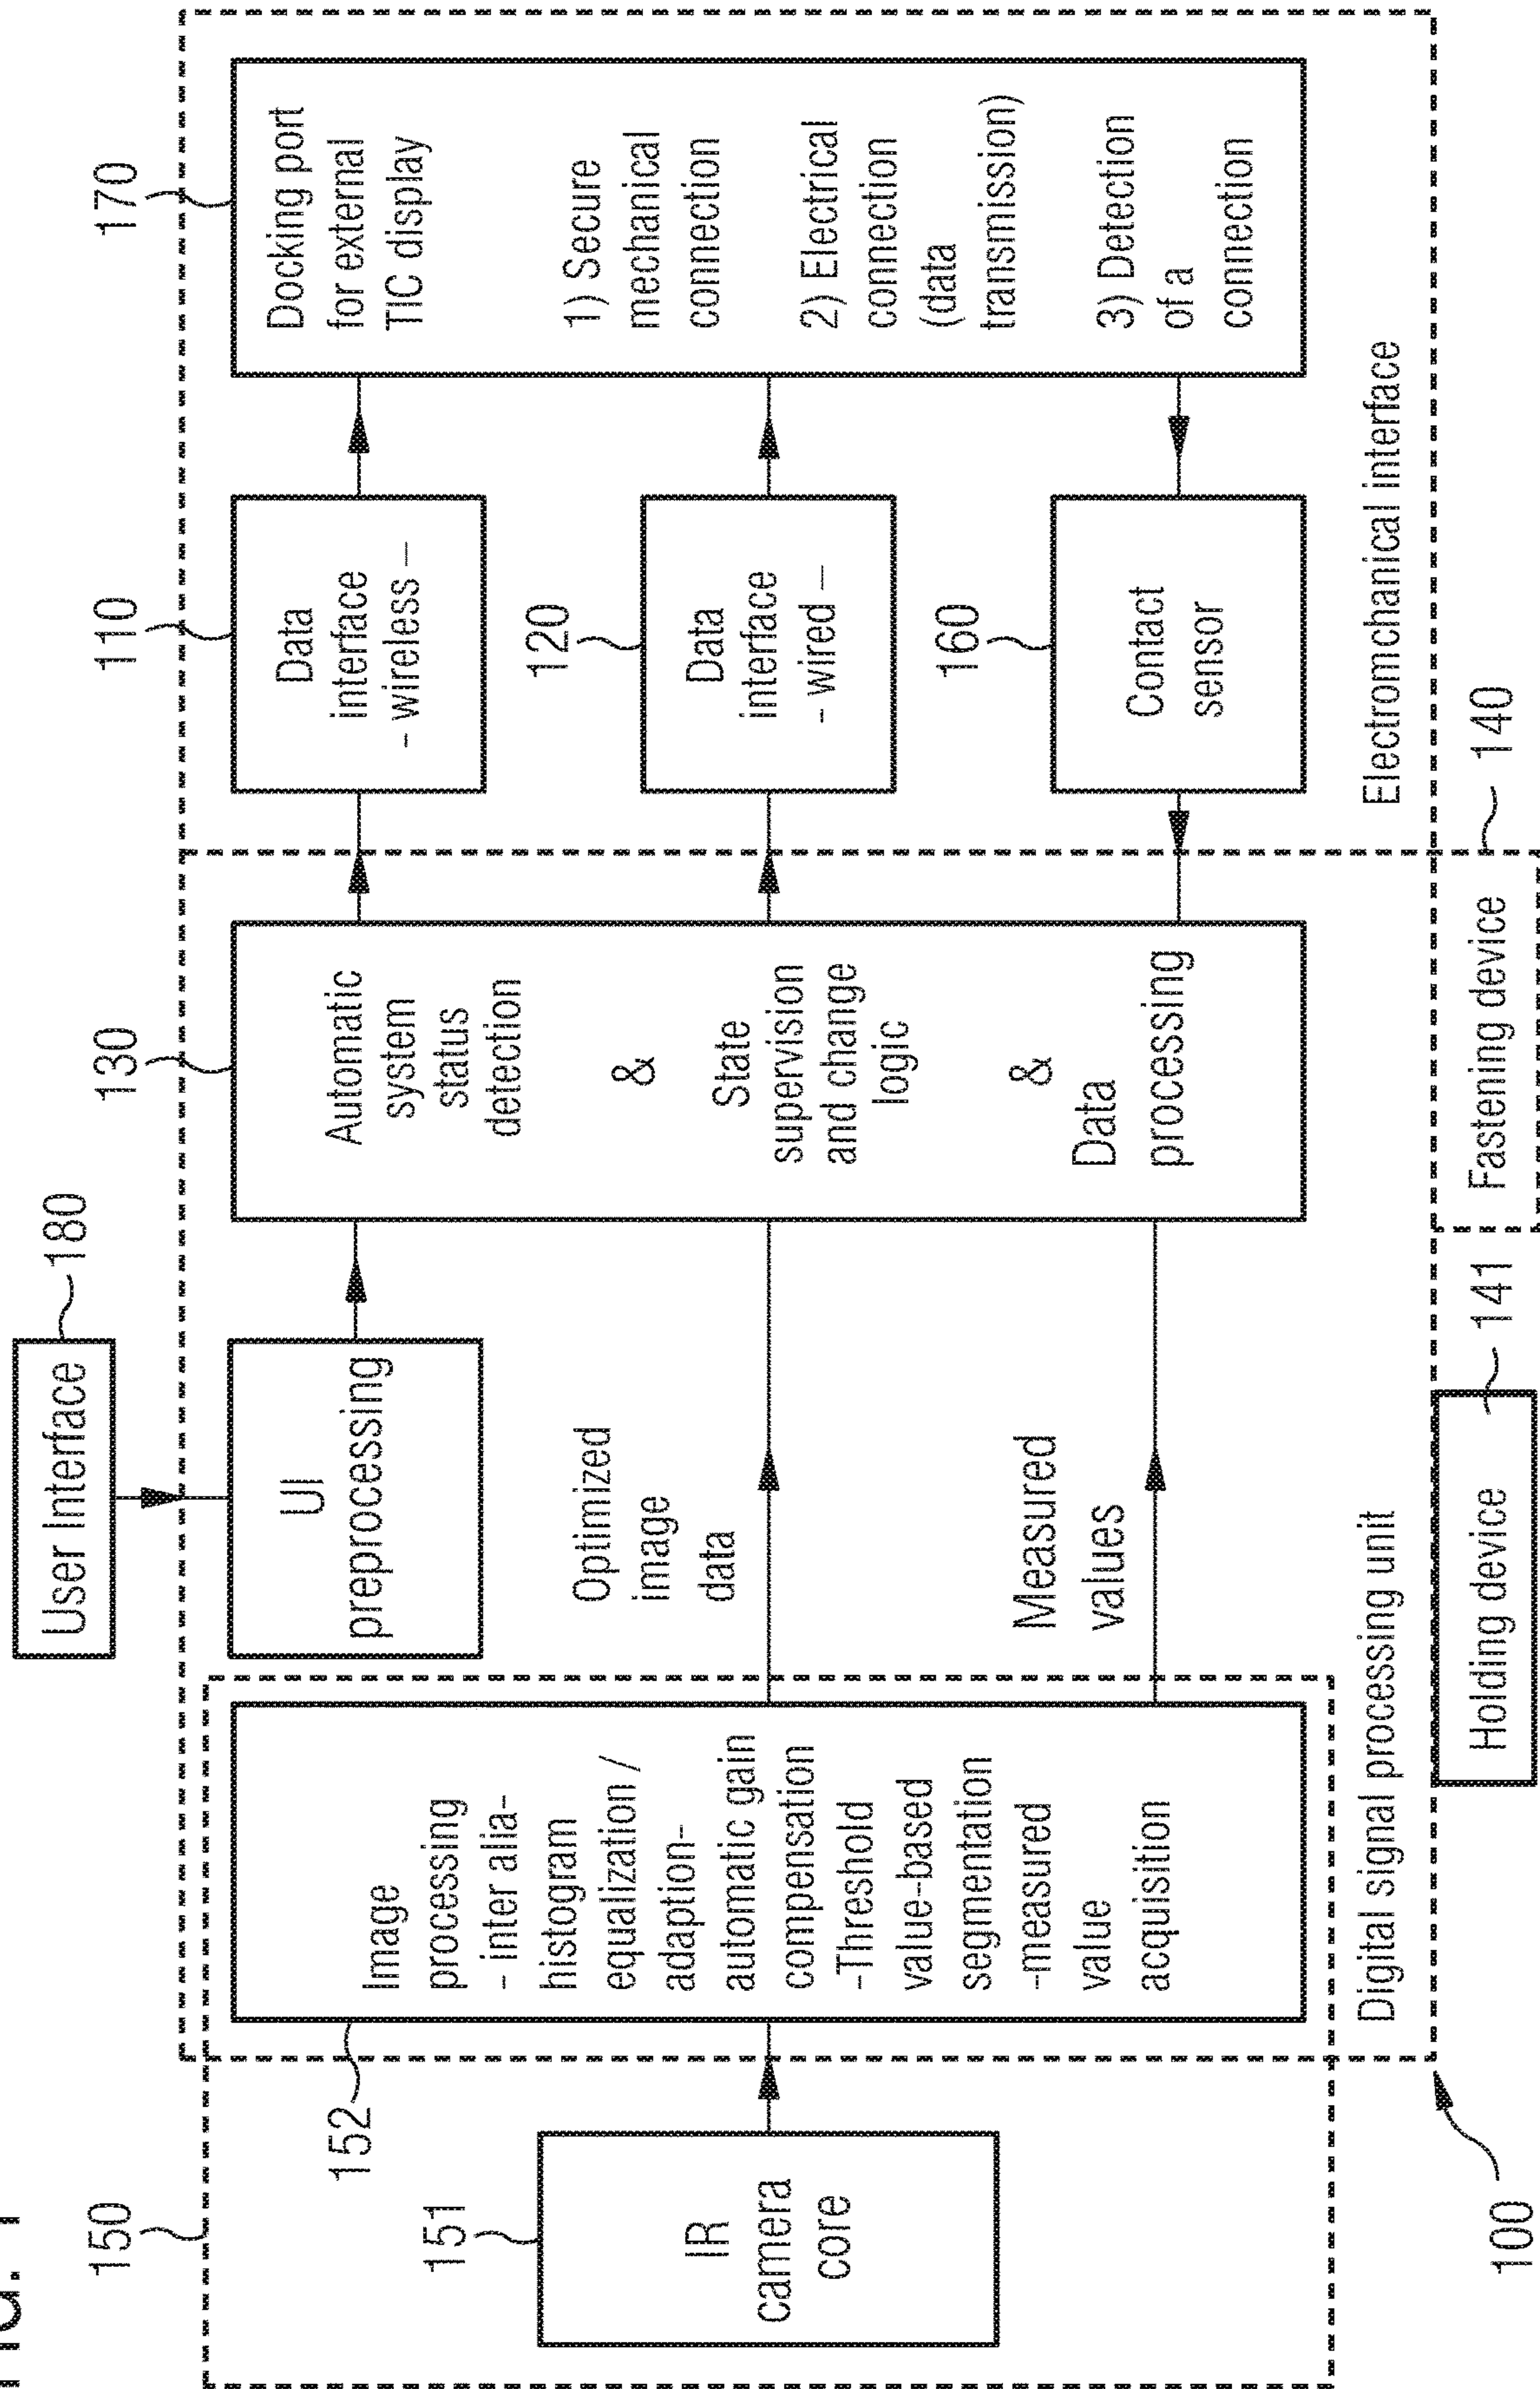 FIG. 1
150
151
IR
camera
core
152
Image
processing
- inter alia-
histogram
equalization /
adaption-
automatic gain
compensation
-Threshold
value-based
segmentation
-measured
value
acquisition
User Interface
180
UI
preprocessing
Optimized
image
data
Measured
values
Digital signal processing unit
130
Automatic
system
status
detection
&
State
supervision
and change
logic
&
Data
processing
110
Data
interface
- wireless -
120
Data
interface
- wired -
160
Contact
sensor
170
Docking port
for external
TIC display
1) Secure
mechanical
connection
2) Electrical
connection
(data
transmission)
3) Detection
of a
connection
Electromchanical interface
100
Holding device
141
Fastening device
140